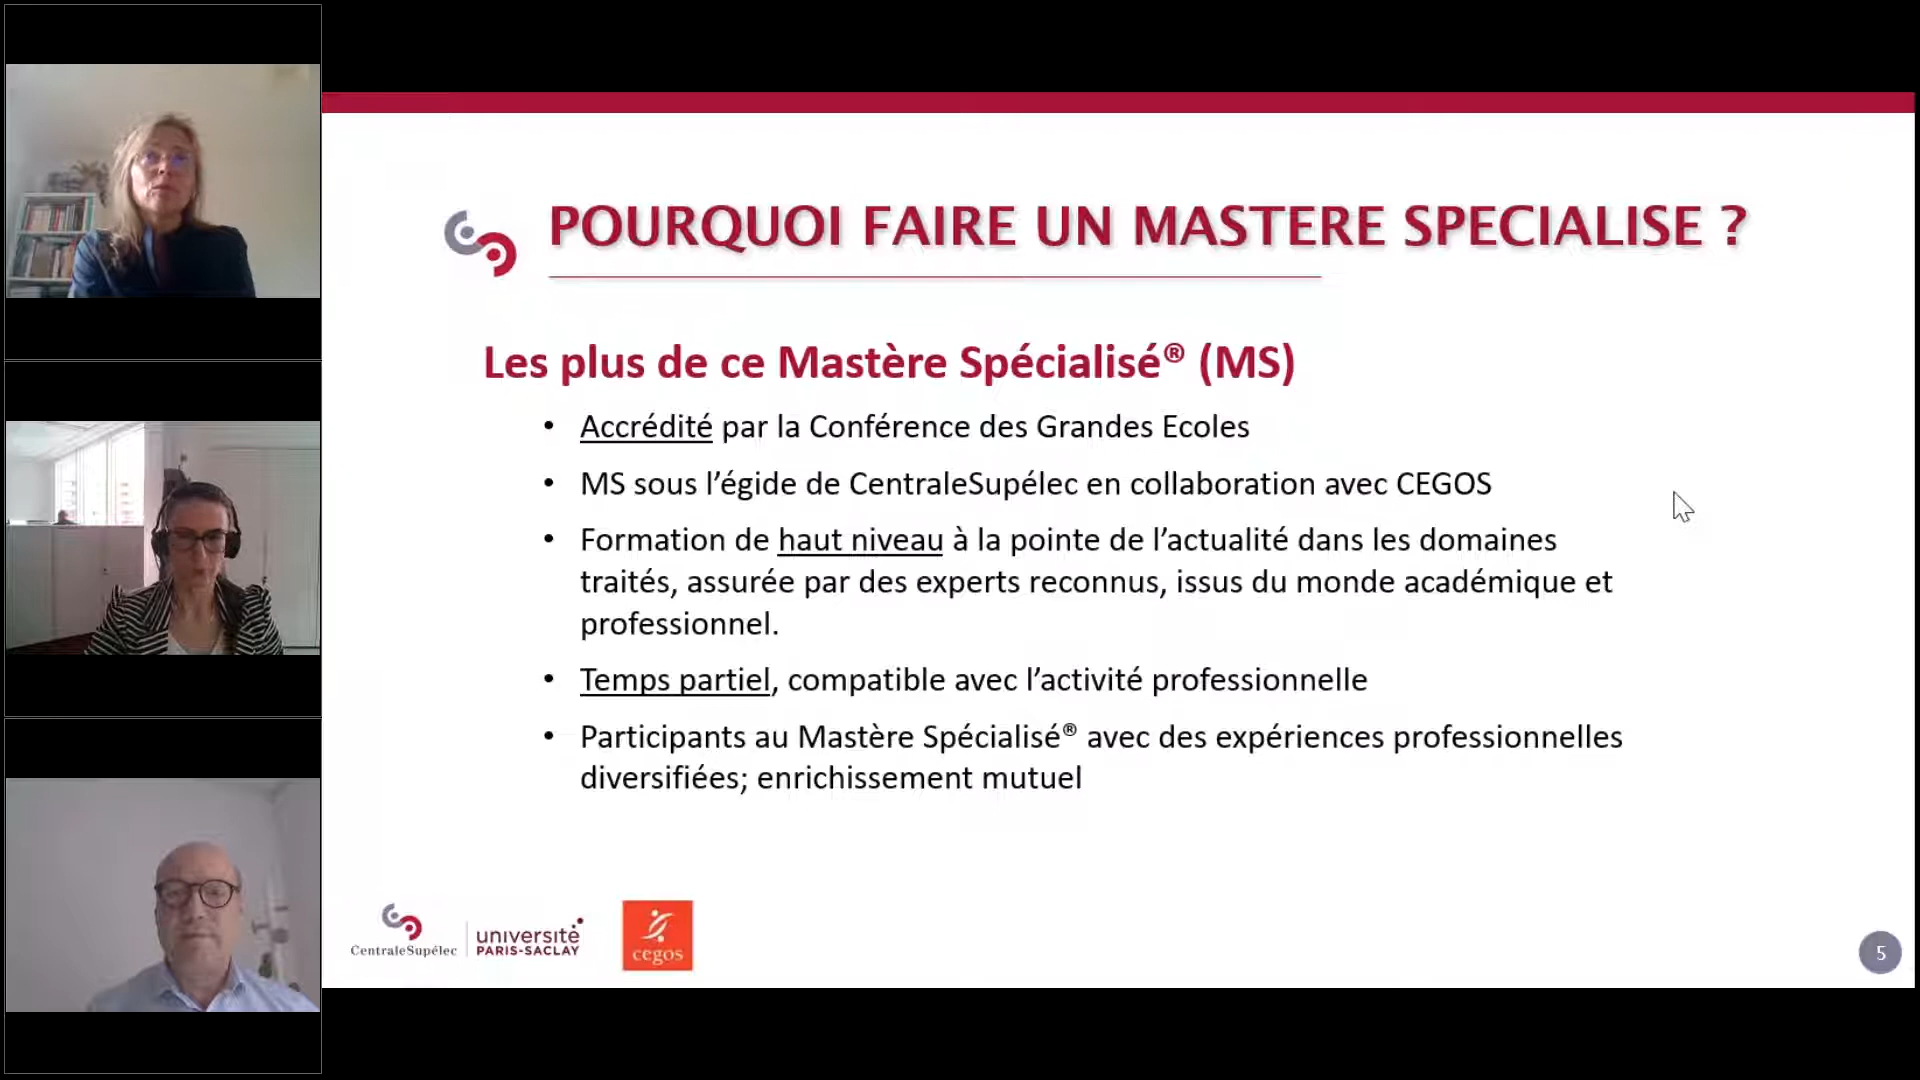 POURQUOI FAIRE UN MASTERE SPECIALISE ?
Les plus de ce Mastère Spécialisé® (MS)
• Accrédité par la Conférence des Grandes Ecoles
• MS sous l’égide de CentraleSupélec en collaboration avec CEGOS
• Formation de haut niveau à la pointe de l’actualité dans les domaines
traités, assurée par des experts reconnus, issus du monde académique et
professionnel.
• Temps partiel, compatible avec l’activité professionnelle
• Participants au Mastère Spécialisé® avec des expériences professionnelles
diversifiées; enrichissement mutuel
CentraleSupélec
université
PARIS-SACLAY
cegos
5